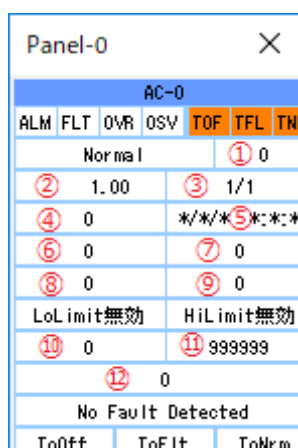 Panel-0 ×
AC-0
ALM FLT OVR OSV TOF TFL TN
Normal ① 0
② 1.00 ③ 1/1
④ 0 */*/*⑤*:*:*
⑥ 0 ⑦ 0
⑧ 0 ⑨ 0
LoLimit無効 HiLimit無効
⑩ 0 ⑪ 999999
⑫ 0
No Fault Detected
ToOff ToFlt ToNrm